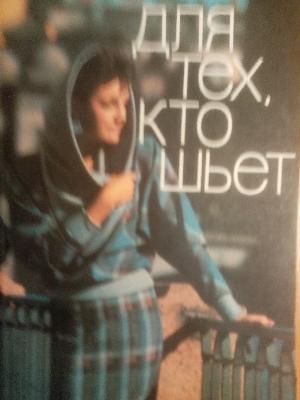 для
тех,
кто
шьет